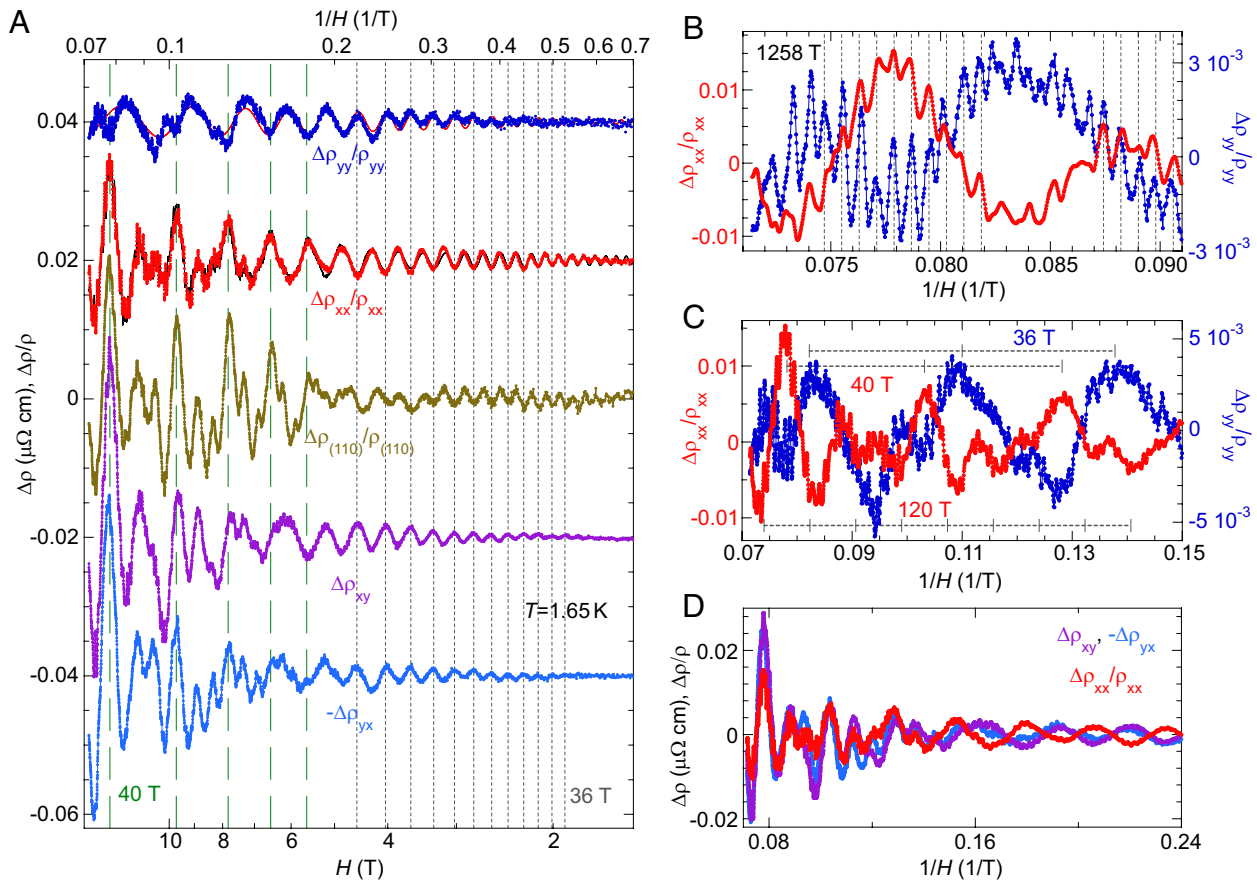 A
1/H (1/T)
0.07 0.1 0.2 0.3 0.4 0.5 0.6 0.7
Δρ (μΩ cm), Δρ/ρ
0.04
0.02
0
-0.02
-0.04
-0.06
Δρyy/ρyy
Δρxx/ρxx
Δρ(110)/ρ(110)
Δρxy
T=1.65 K
-Δρyx
40 T
36 T
10 8 6 4 2
H (T)
B
1258 T
Δρxx/ρxx
0.01
0
-0.01
3 10-3
0
-3 10-3
Δρyy/ρyy
0.075 0.080 0.085 0.090
1/H (1/T)
C
36 T
40 T
120 T
Δρxx/ρxx
0.01
0
-0.01
5 10-3
0
-5 10-3
Δρyy/ρyy
0.07 0.09 0.11 0.13 0.15
1/H (1/T)
D
Δρxy, -Δρyx
Δρxx/ρxx
Δρ (μΩ cm), Δρ/ρ
0.02
0
-0.02
0.08 0.16 0.24
1/H (1/T)